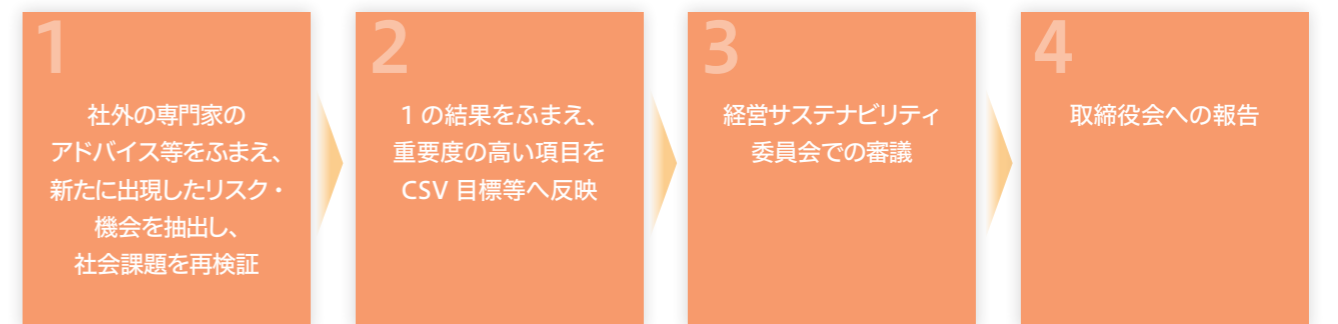 1
社外の専門家の
アドバイス等をふまえ、
新たに出現したリスク・
機会を抽出し、
社会課題を再検証
2
1 の結果をふまえ、
重要度の高い項目を
CSV 目標等へ反映
3
経営サステナビリティ
委員会での審議
4
取締役会への報告